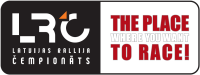 LRČ
LATVIJAS RALLIJA
ČEMPIONĀTS
THE PLACE
WHERE YOU WANT
TO RACE!